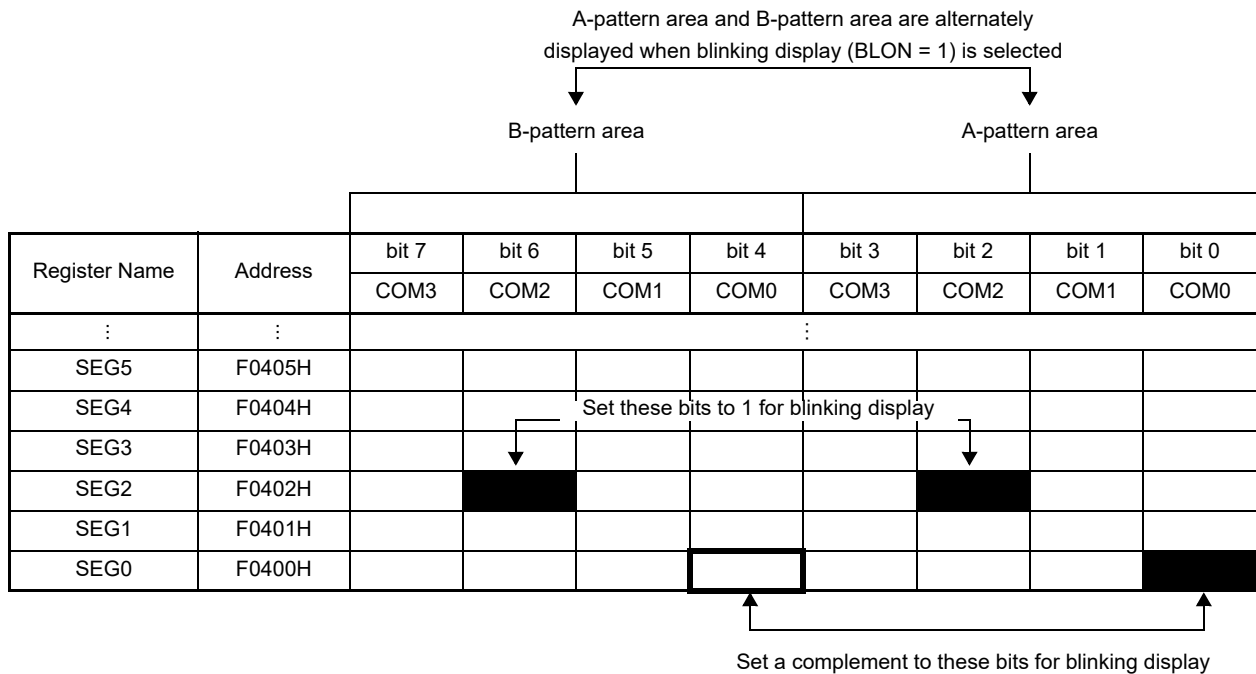 A-pattern area and B-pattern area are alternately
displayed when blinking display (BLON = 1) is selected
B-pattern area A-pattern area
Register Name Address bit 7 bit 6 bit 5 bit 4 bit 3 bit 2 bit 1 bit 0
COM3 COM2 COM1 COM0 COM3 COM2 COM1 COM0
⋮ ⋮ ⋮
SEG5 F0405H
SEG4 F0404H Set these bits to 1 for blinking display
SEG3 F0403H
SEG2 F0402H
SEG1 F0401H
SEG0 F0400H
Set a complement to these bits for blinking display